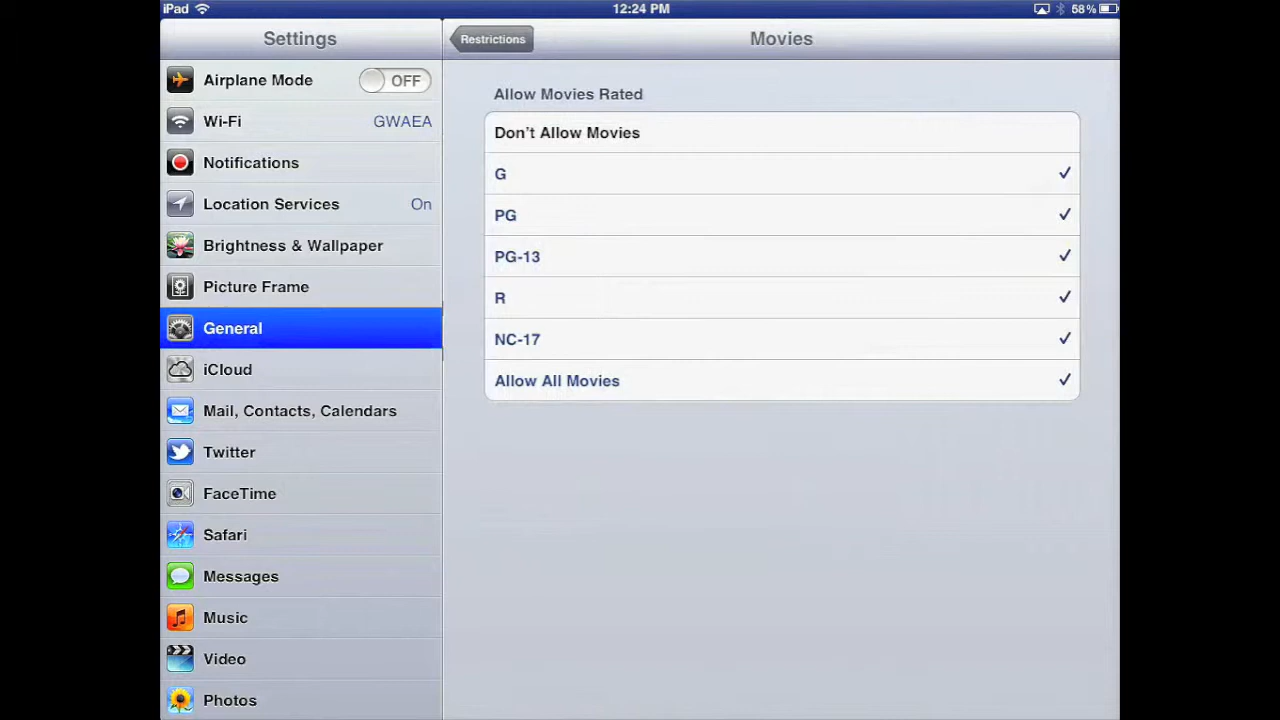 iPad
12:24 PM
58%
Settings
Restrictions
Movies
Airplane Mode
OFF
Wi-Fi
GWAEA
Notifications
Location Services
On
Brightness & Wallpaper
Picture Frame
General
iCloud
Mail, Contacts, Calendars
Twitter
FaceTime
Safari
Messages
Music
Video
Photos
Allow Movies Rated
Don't Allow Movies
G
PG
PG-13
R
NC-17
Allow All Movies